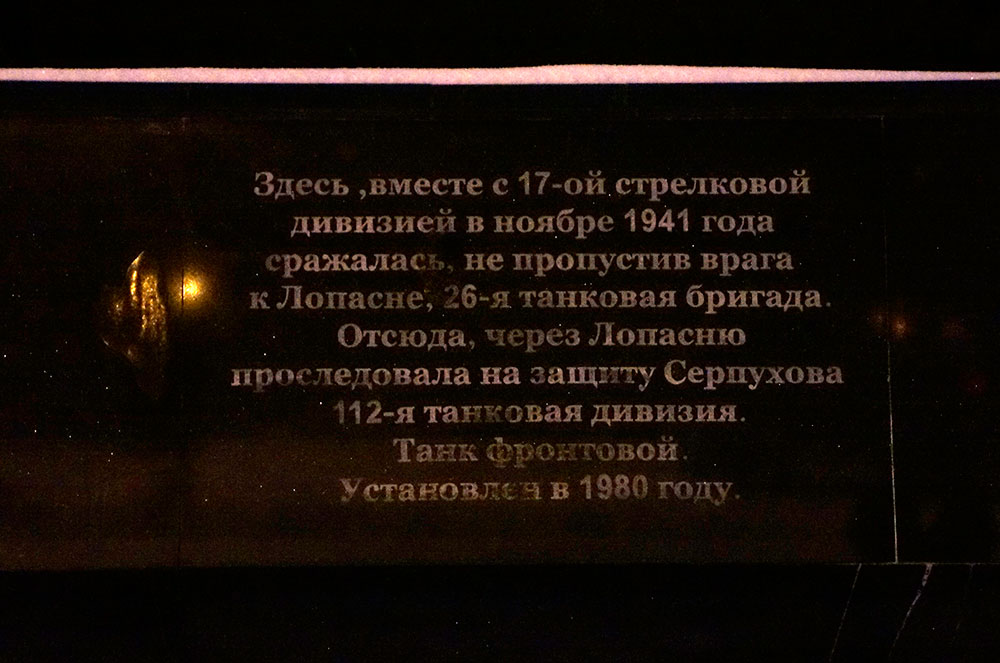 Здесь ,вместе с 17-ой стрелковой
дивизией в ноябре 1941 года
сражалась, не пропустив врага
к Лопасне, 26-я танковая бригада.
Отсюда, через Лопасню
проследовала на защиту Серпухова
112-я танковая дивизия.
Танк фронтовой.
Установлен в 1980 году.